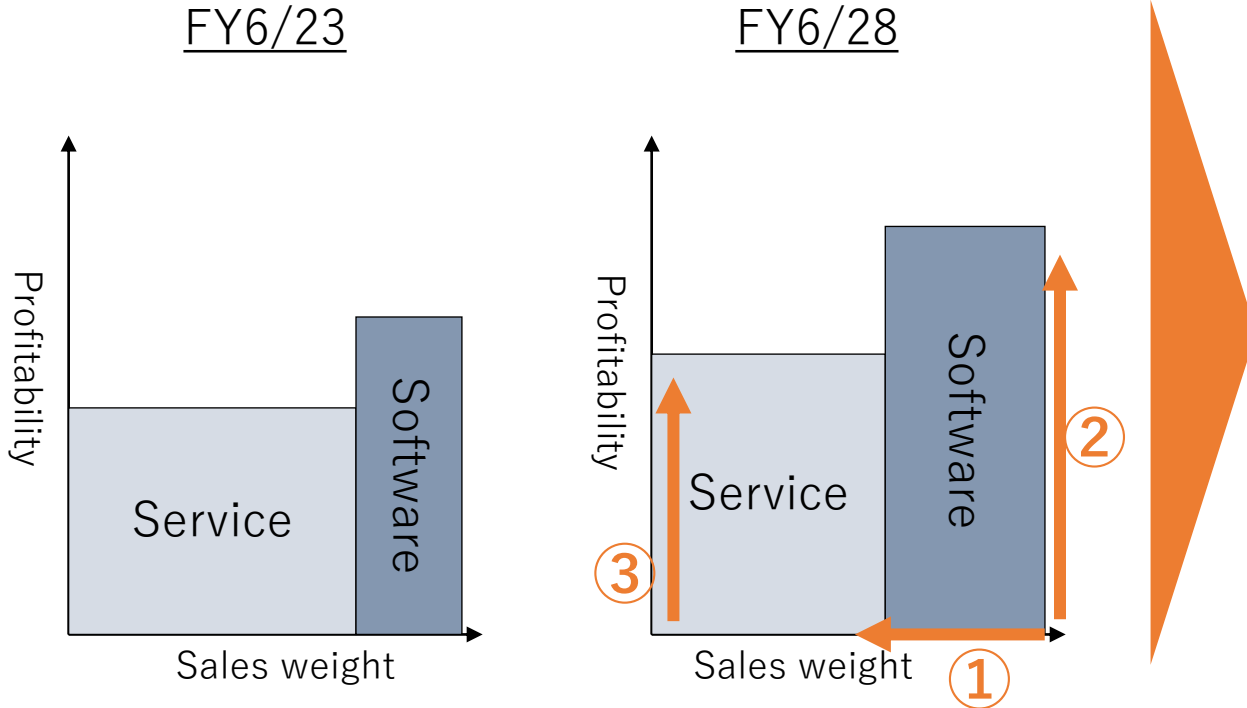 FY6/23
Profitability
Service
Software
Sales weight
FY6/28
Profitability
Service
Software
Sales weight
①
②
③